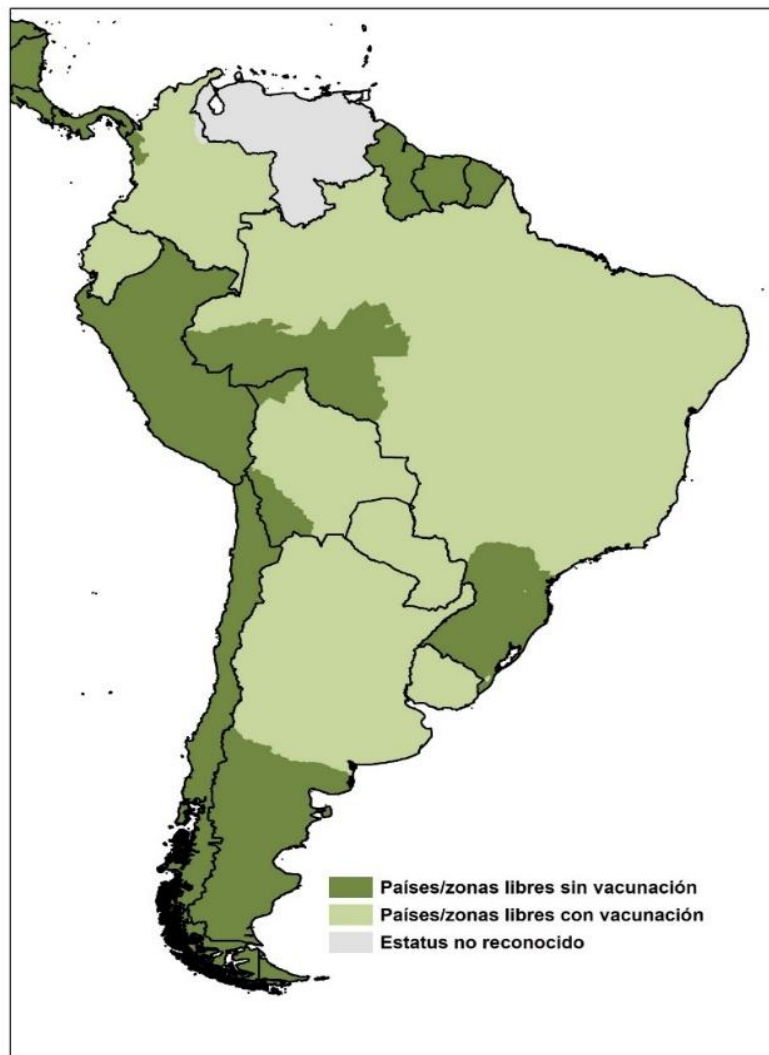 Países/zonas libres sin vacunación
Países/zonas libres con vacunación
Estatus no reconocido